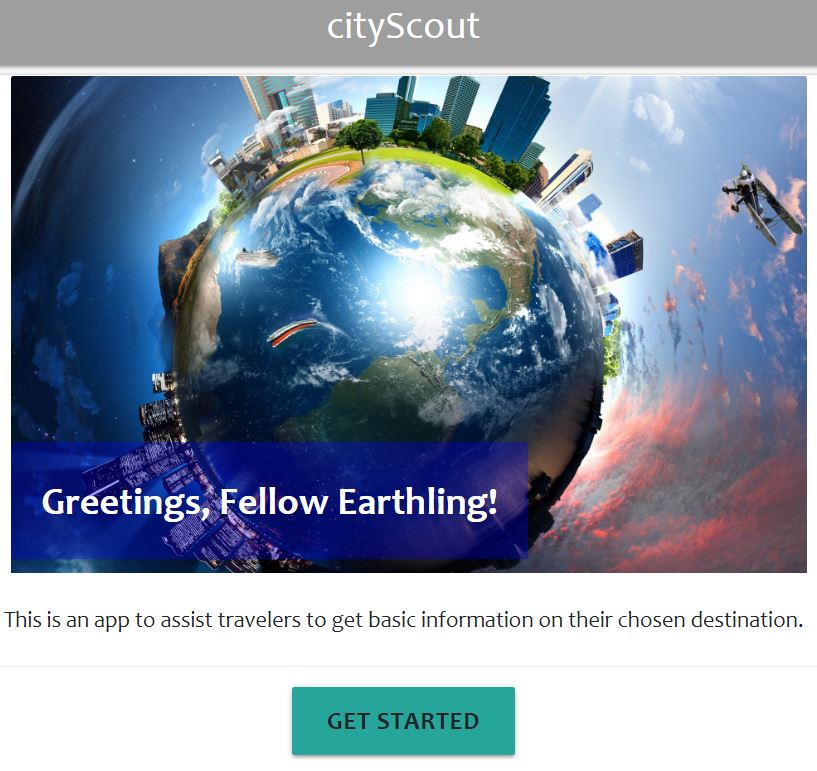 cityScout
Greetings, Fellow Earthling!
This is an app to assist travelers to get basic information on their chosen destination.
GET STARTED